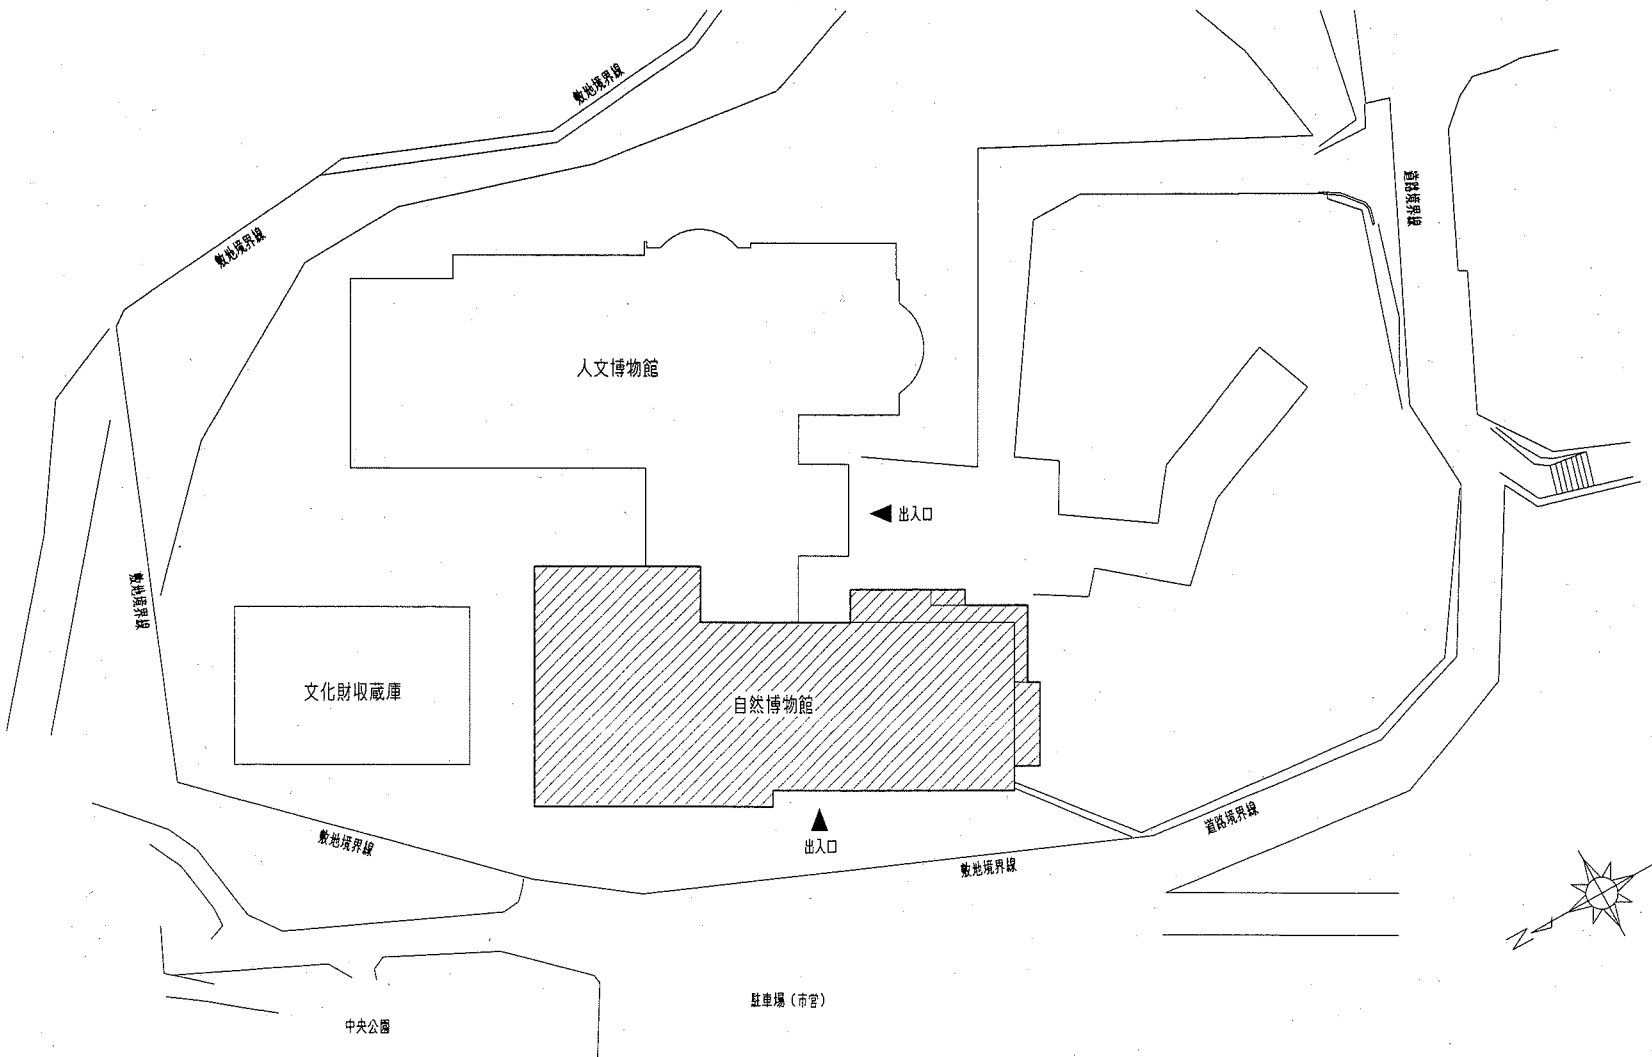 敷地境界線
道路境界線
敷地境界線
人文博物館
出入口
敷地境界線
文化財収蔵庫
自然博物館
道路境界線
出入口
敷地境界線
敷地境界線
N
駐車場(市営)
中央公園